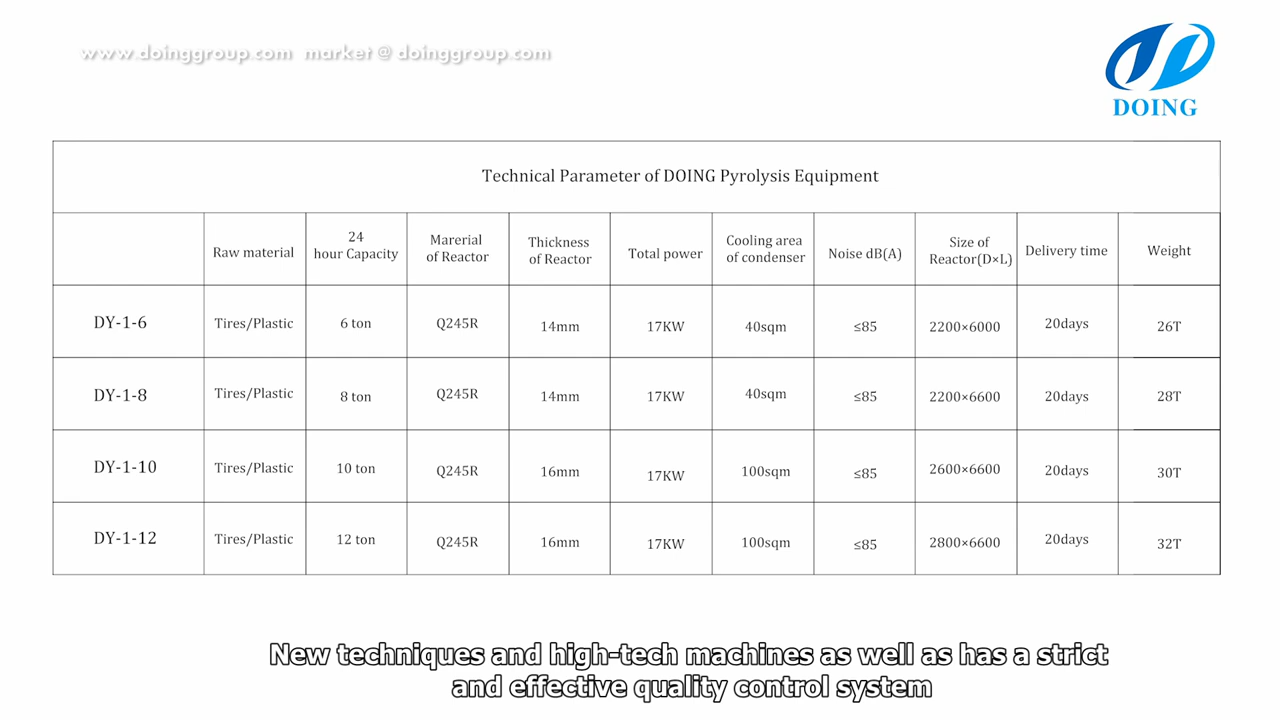 www.doinggroup.com market @ doinggroup.com
DOING
Technical Parameter of DOING Pyrolysis Equipment
Raw material
24
hour Capacity
Marerial
of Reactor
Thickness
of Reactor
Total power
Cooling area
of condenser
Noise dB(A)
Size of
Reactor(D×L)
Delivery time
Weight
DY-1-6 Tires/Plastic 6 ton Q245R 14mm 17KW 40sqm ≤85 2200×6000 20days 26T
DY-1-8 Tires/Plastic 8 ton Q245R 14mm 17KW 40sqm ≤85 2200×6600 20days 28T
DY-1-10 Tires/Plastic 10 ton Q245R 16mm 17KW 100sqm ≤85 2600×6600 20days 30T
DY-1-12 Tires/Plastic 12 ton Q245R 16mm 17KW 100sqm ≤85 2800×6600 20days 32T
New techniques and high-tech machines as well as has a strict
and effective quality control system